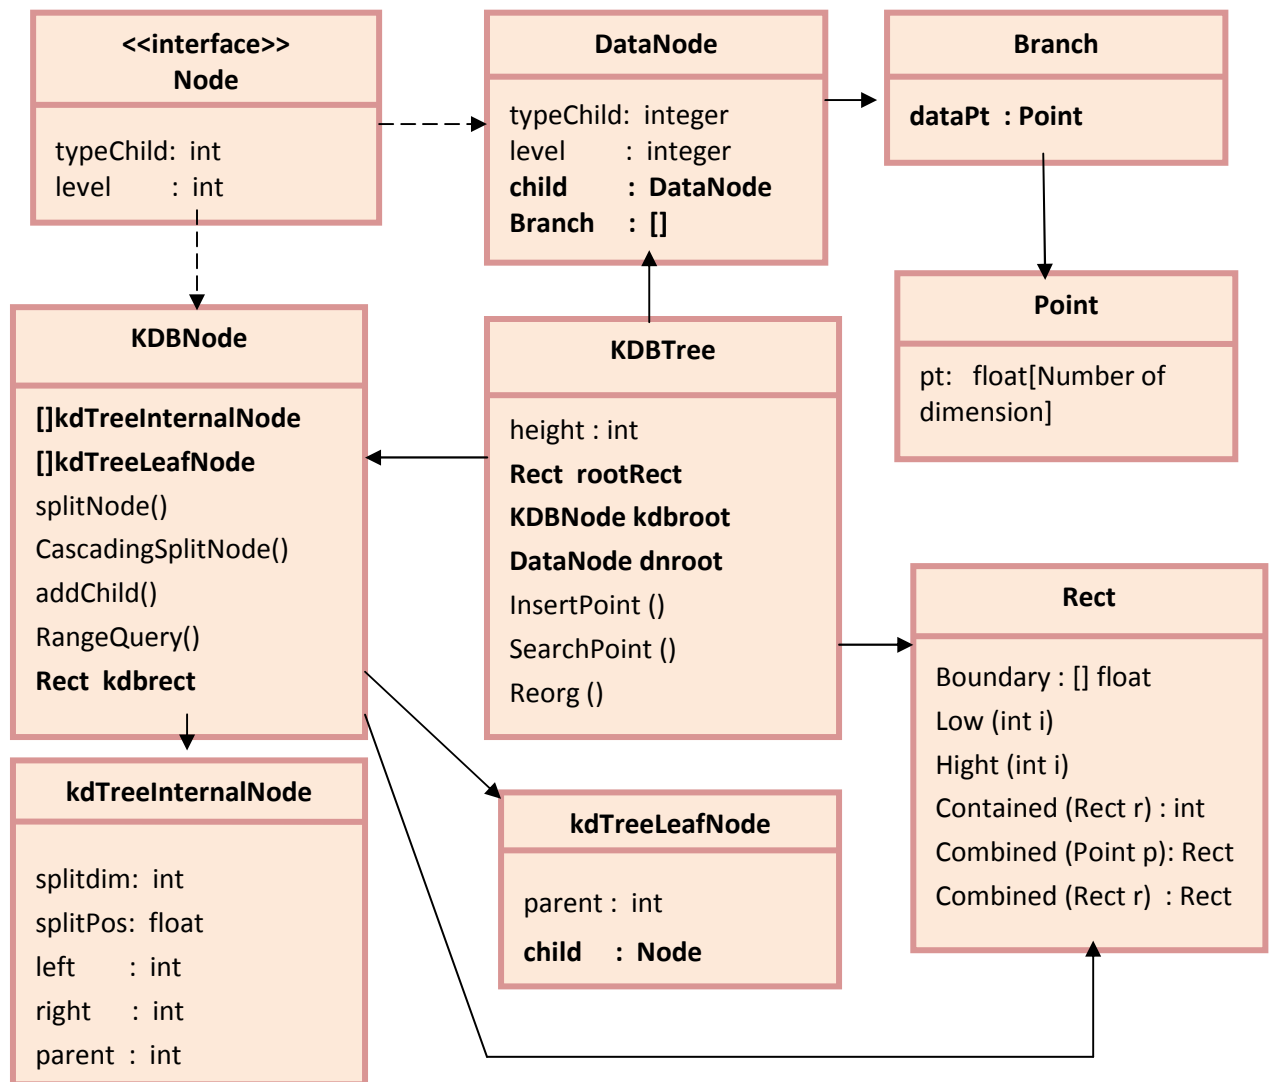 <<interface>>
Node
typeChild: int
level : int
DataNode
typeChild: integer
level : integer
child : DataNode
Branch : []
Branch
dataPt : Point
Point
pt: float[Number of
dimension]
KDBNode
[]kdTreeInternalNode
[]kdTreeLeafNode
splitNode()
CascadingSplitNode()
addChild()
RangeQuery()
Rect kdbrect
KDBTree
height : int
Rect rootRect
KDBNode kdbroot
DataNode dnroot
InsertPoint ()
SearchPoint ()
Reorg ()
Rect
Boundary : [] float
Low (int i)
Hight (int i)
Contained (Rect r) : int
Combined (Point p): Rect
Combined (Rect r) : Rect
kdTreeInternalNode
splitdim: int
splitPos: float
left : int
right : int
parent : int
kdTreeLeafNode
parent : int
child : Node